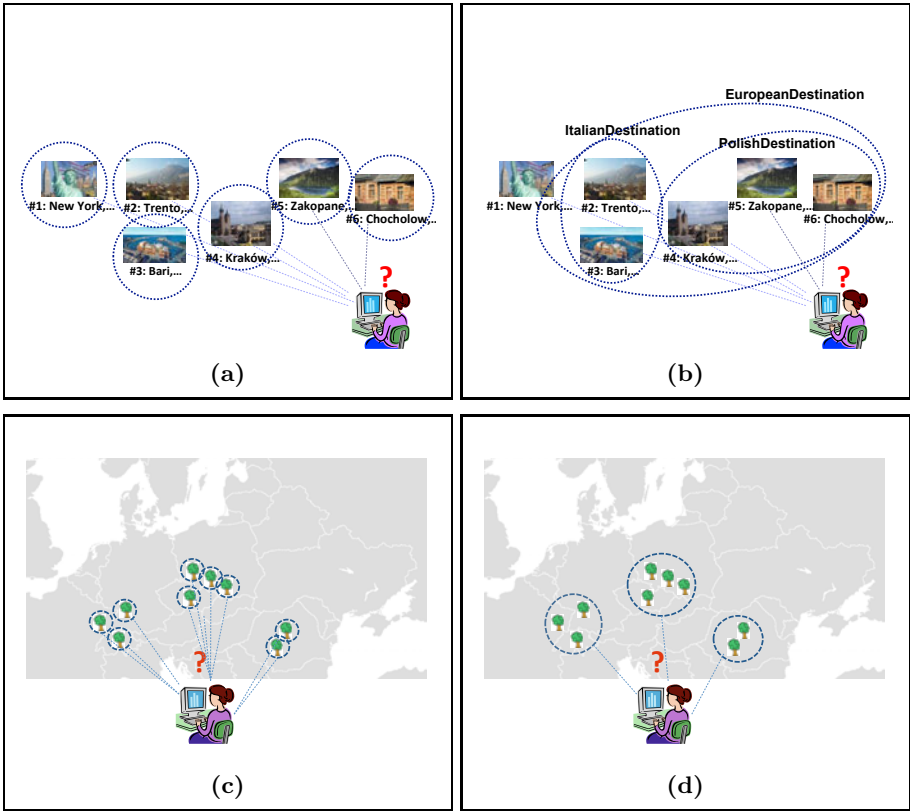 #1: New York,...
#2: Trento,...
#3: Bari,...
#4: Kraków,...
#5: Zakopane,...
#6: Chocholow,..
?
(a)
EuropeanDestination
ItalianDestination
PolishDestination
#1: New York,...
#2: Trento,...
#3: Bari,...
#4: Kraków,...
#5: Zakopane,...
#6: Chocholów,..
?
(b)
?
(c)
?
(d)